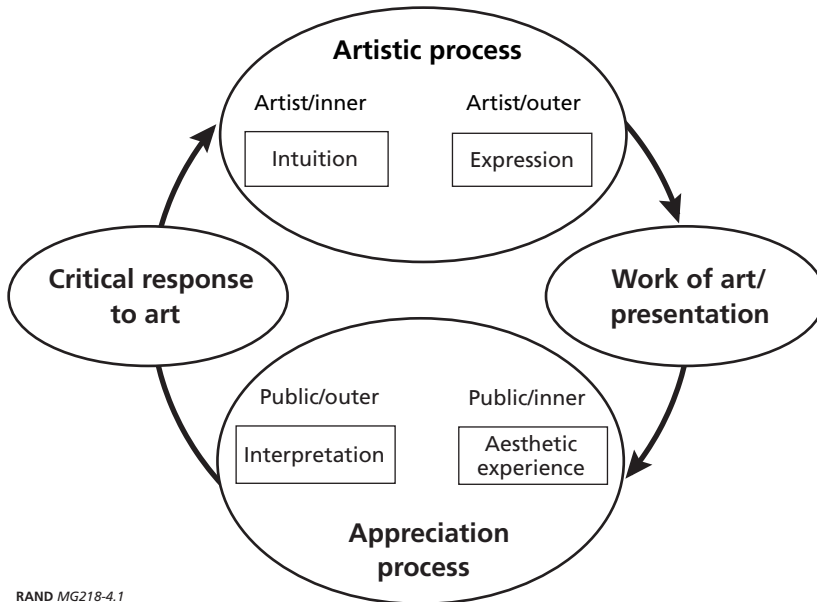 Artistic process
Artist/inner
Artist/outer
Intuition
Expression
Critical response
to art
Work of art/
presentation
Public/outer
Public/inner
Interpretation
Aesthetic
experience
Appreciation
process
RAND MG218-4.1